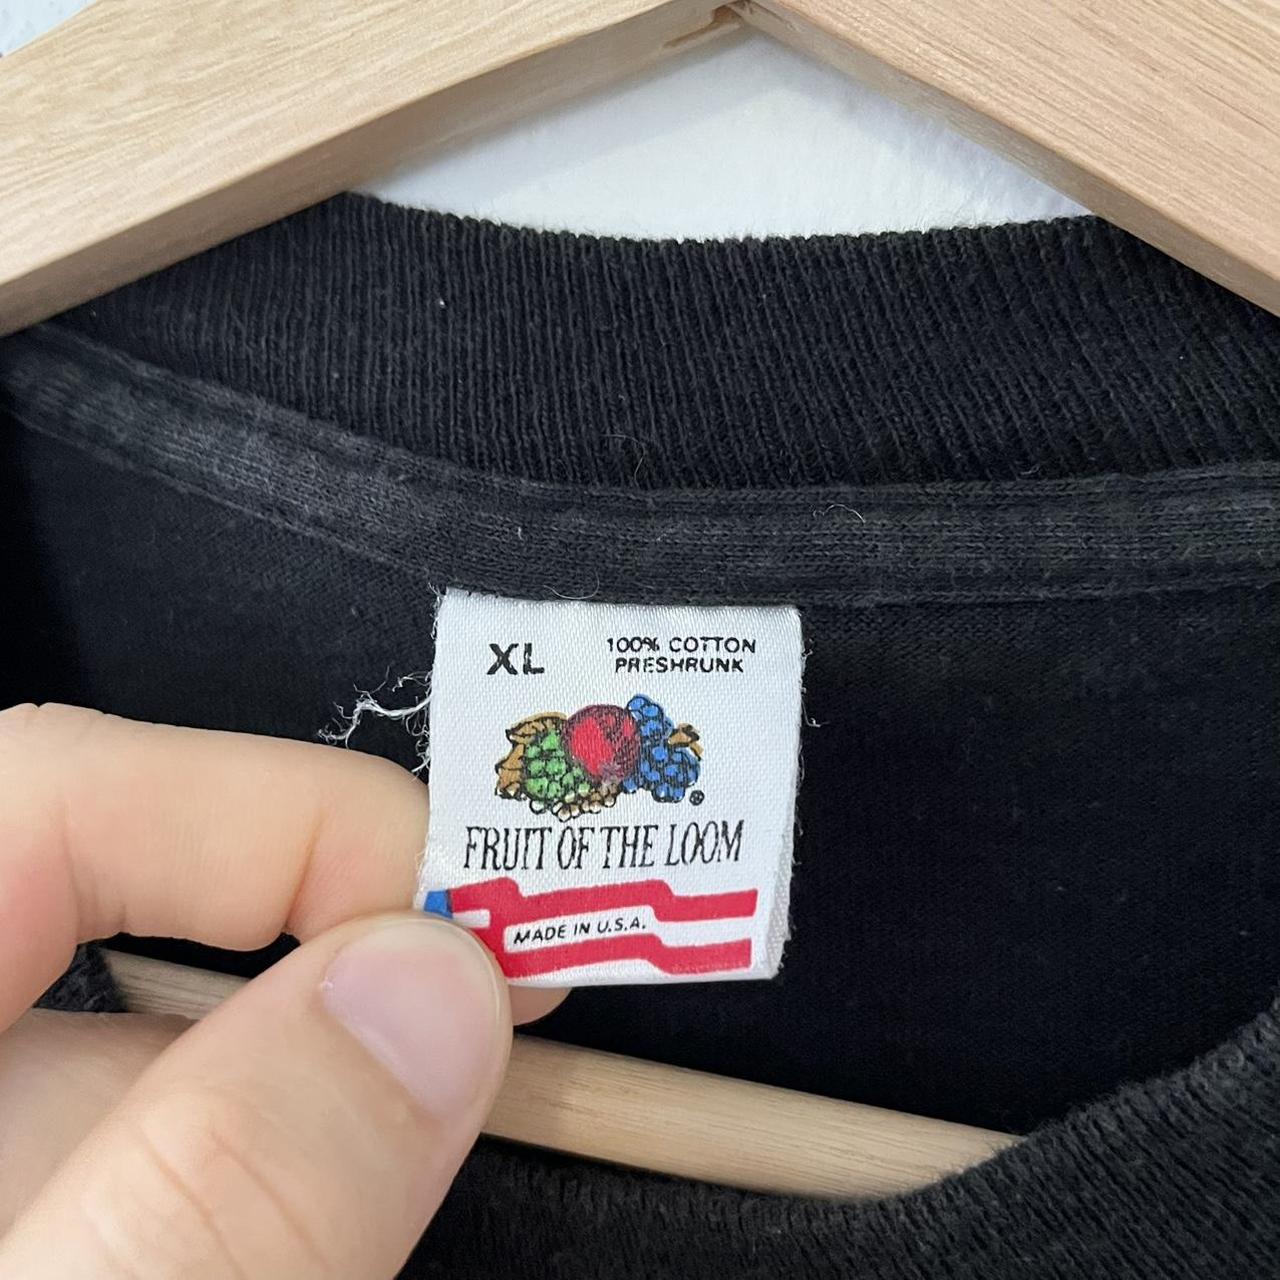 XL
100% COTTON
PRESHRUNK
®
FRUIT OF THE LOOM
MADE IN U.S.A.